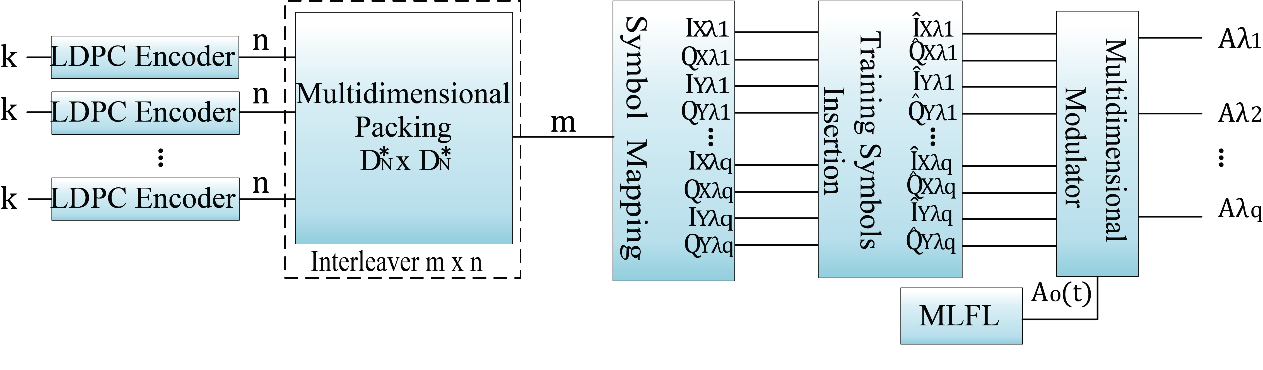 k LDPC Encoder n
k LDPC Encoder n
...
k LDPC Encoder n
Multidimensional
Packing
D*N x D*N
Interleaver m x n
m
Symbol Mapping
IXλ1
QXλ1
IYλ1
QYλ1
...
IXλq
QXλq
IYλq
QYλq
Training Symbols
Insertion
ÎXλ1
Q̂Xλ1
ÎYλ1
Q̂Yλ1
...
ÎXλq
Q̂Xλq
ÎYλq
Q̂Yλq
Multidimensional
Modulator
MLFL
Ao(t)
Aλ1
Aλ2
...
Aλq